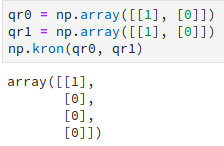 qr0 = np.array([[1], [0]])
qr1 = np.array([[1], [0]])
np.kron(qr0, qr1)
array([[1],
       [0],
       [0],
       [0]])